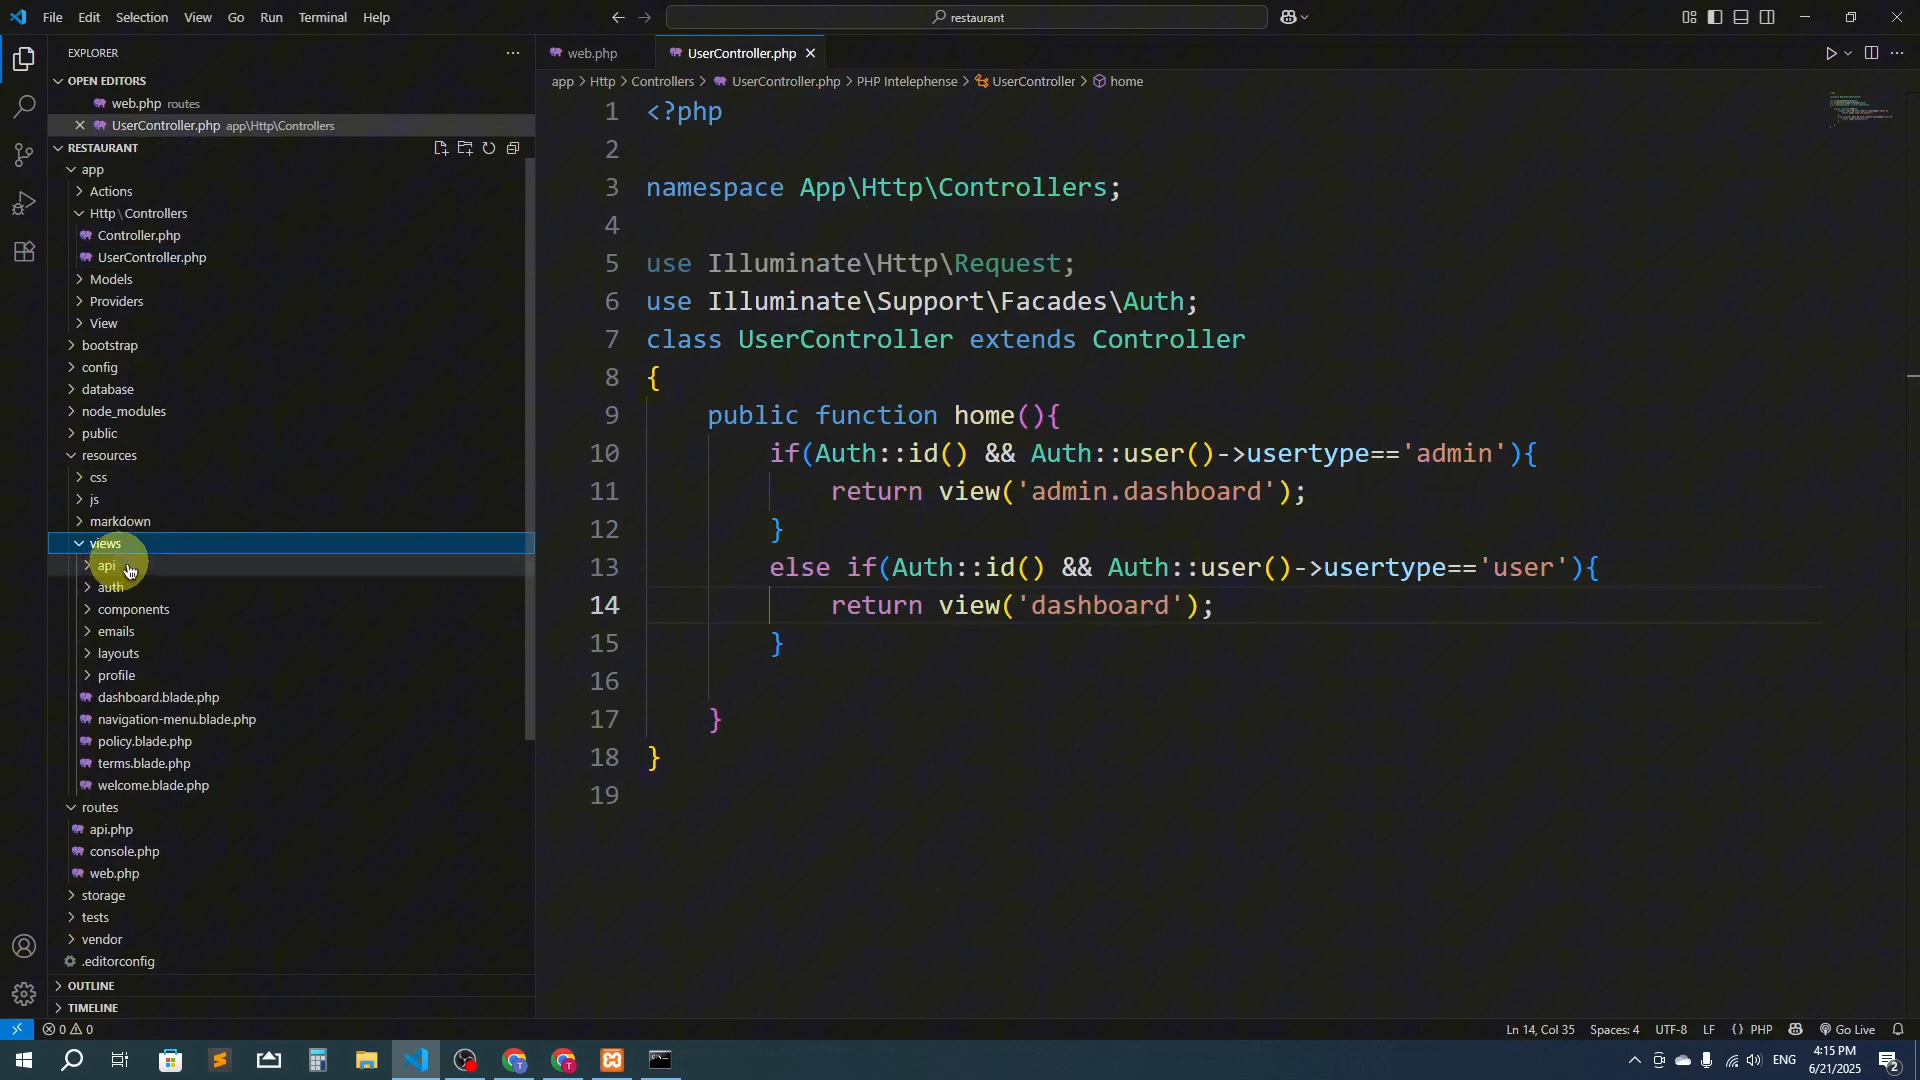 File Edit Selection View Go Run Terminal Help
restaurant
EXPLORER
OPEN EDITORS
web.php routes
UserController.php app\Http\Controllers
RESTAURANT
app
Actions
Http\Controllers
Controller.php
UserController.php
Models
Providers
View
bootstrap
config
database
node_modules
public
resources
css
js
markdown
views
api
auth
components
emails
layouts
profile
dashboard.blade.php
navigation-menu.blade.php
policy.blade.php
terms.blade.php
welcome.blade.php
routes
api.php
console.php
web.php
storage
tests
vendor
.editorconfig
OUTLINE
TIMELINE
web.php
UserController.php
app > Http > Controllers > UserController.php > PHP Intelephense > UserController > home
1 <?php
2
3 namespace App\Http\Controllers;
4
5 use Illuminate\Http\Request;
6 use Illuminate\Support\Facades\Auth;
7 class UserController extends Controller
8 {
9 public function home(){
10 if(Auth::id() && Auth::user()->usertype=='admin'){
11 return view('admin.dashboard');
12 }
13 else if(Auth::id() && Auth::user()->usertype=='user'){
14 return view('dashboard');
15 }
16
17 }
18 }
19
0 0
Ln 14, Col 35 Spaces: 4 UTF-8 LF {} PHP Go Live
ENG
4:15 PM
6/21/2025
2